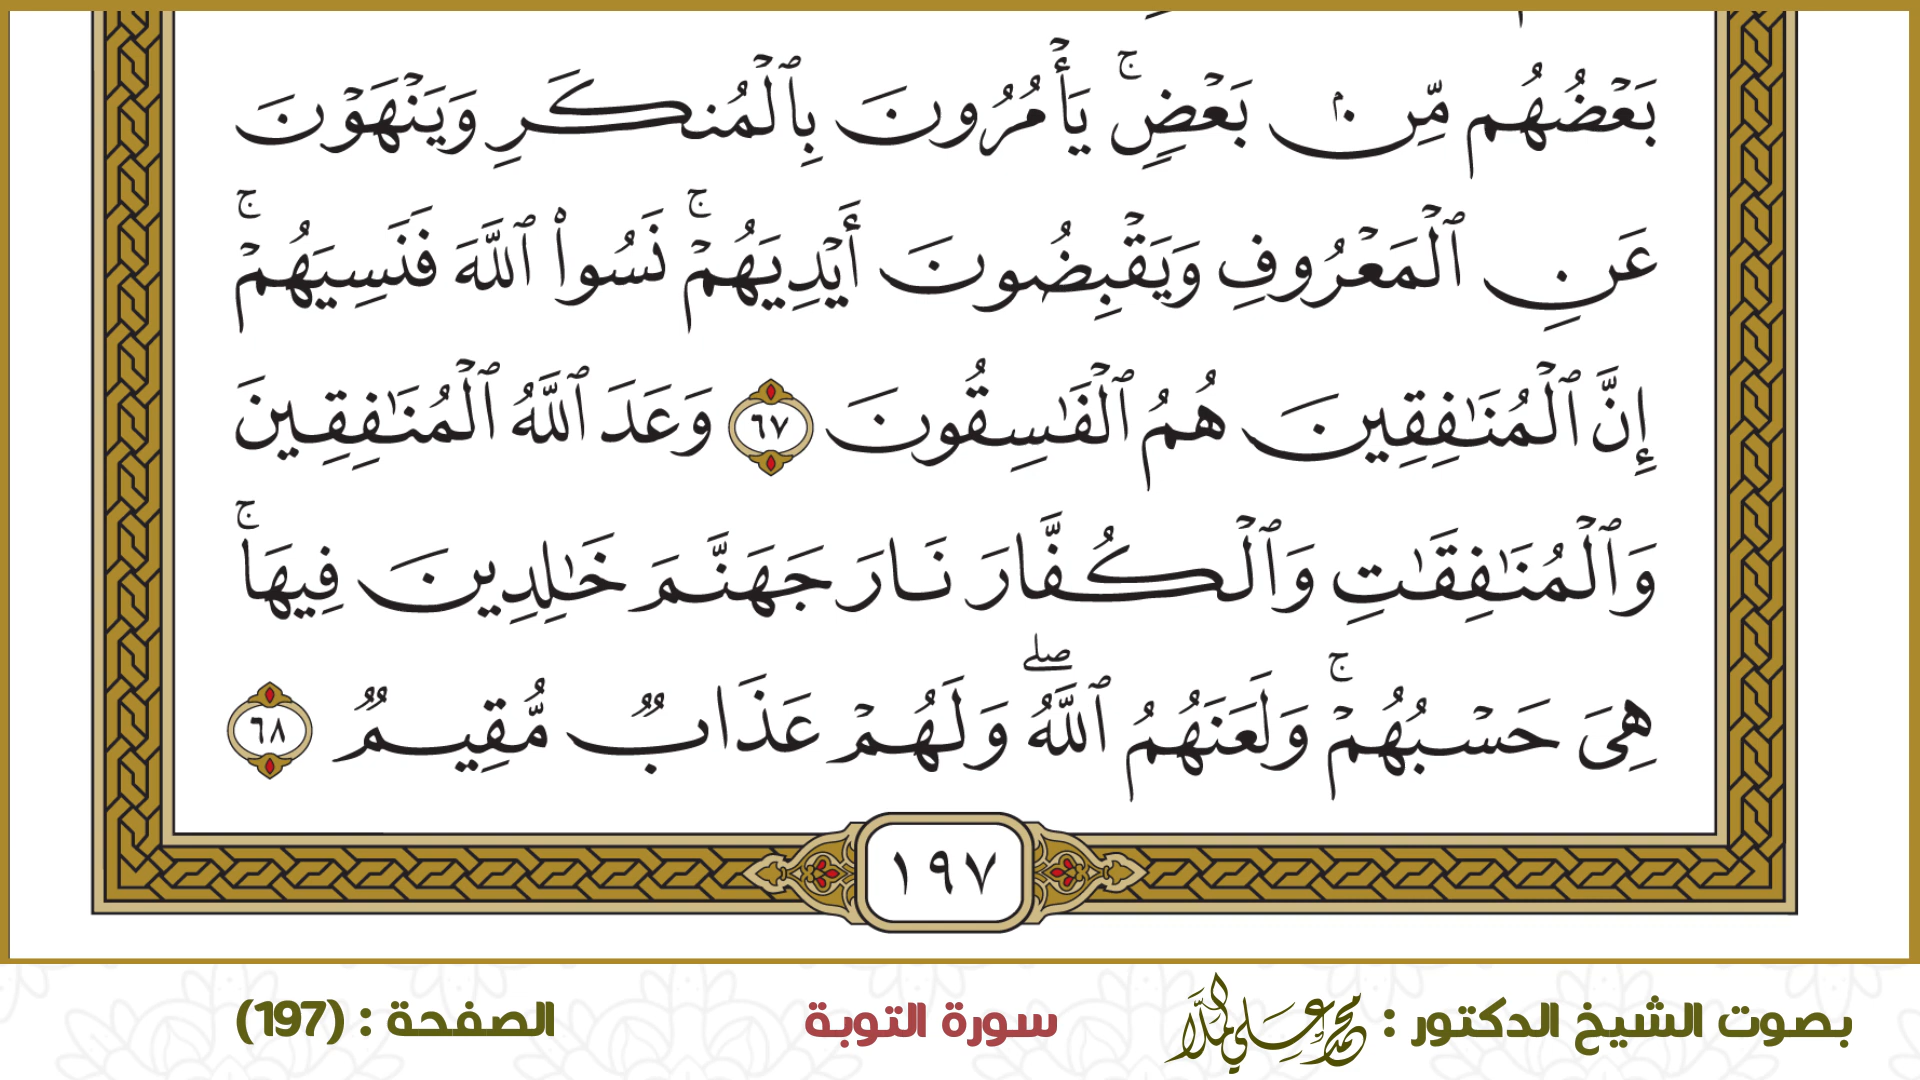 بَعۡضُهُم مِّنۢ بَعۡضٖۚ يَأۡمُرُونَ بِٱلۡمُنكَرِ وَيَنۡهَوۡنَ
عَنِ ٱلۡمَعۡرُوفِ وَيَقۡبِضُونَ أَيۡدِيَهُمۡۚ نَسُواْ ٱللَّهَ فَنَسِيَهُمۡۚ
إِنَّ ٱلۡمُنَٰفِقِينَ هُمُ ٱلۡفَٰسِقُونَ ٦٧ وَعَدَ ٱللَّهُ ٱلۡمُنَٰفِقِينَ
وَٱلۡمُنَٰفِقَٰتِ وَٱلۡكُفَّارَ نَارَ جَهَنَّمَ خَٰلِدِينَ فِيهَاۚ
هِيَ حَسۡبُهُمۡۚ وَلَعَنَهُمُ ٱللَّهُۖ وَلَهُمۡ عَذَابٞ مُّقِيمٞ ٦٨
١٩٧
بصوت الشيخ الدكتور : محمد علي الملا سورة التوبة الصفحة : (197)